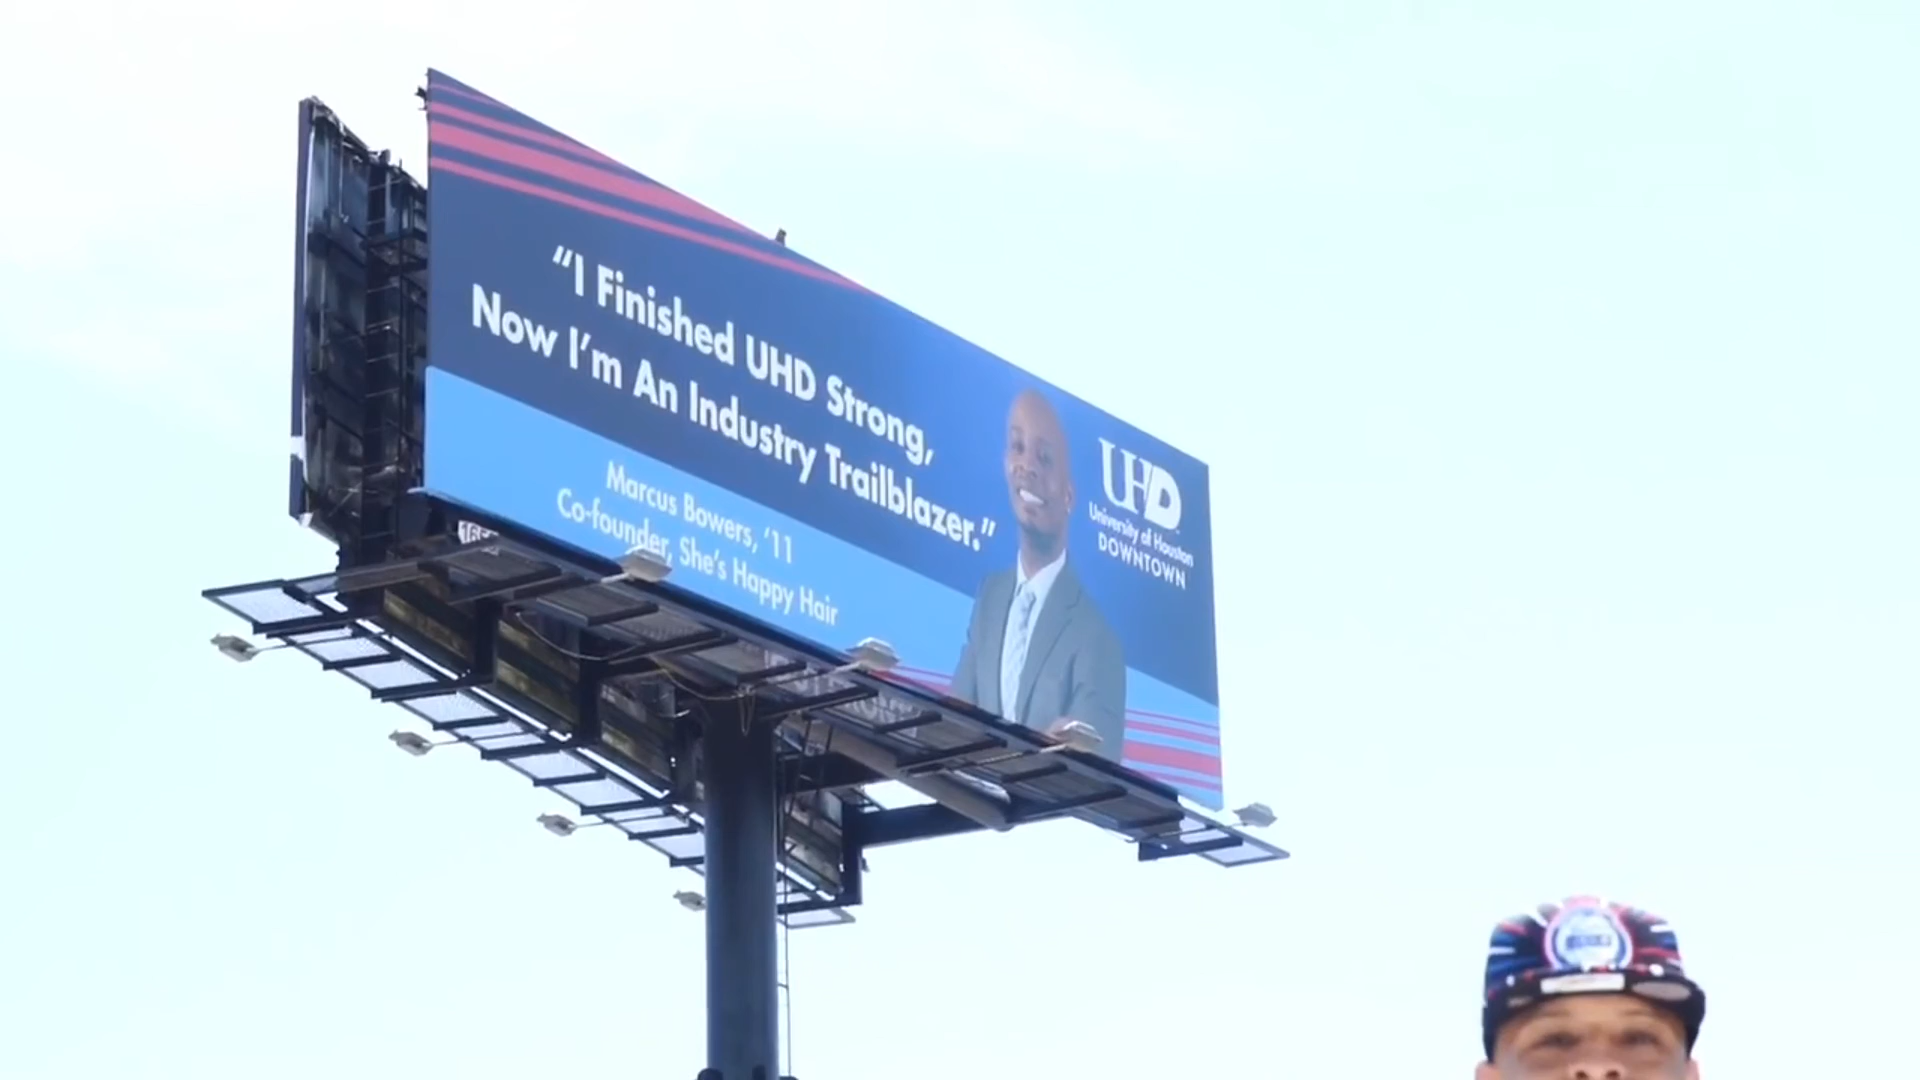 “I Finished UHD Strong,
Now I’m An Industry Trailblazer.”
Marcus Bowers, ‘11
Co-founder, She’s Happy Hair
UHD
University of Houston
DOWNTOWN